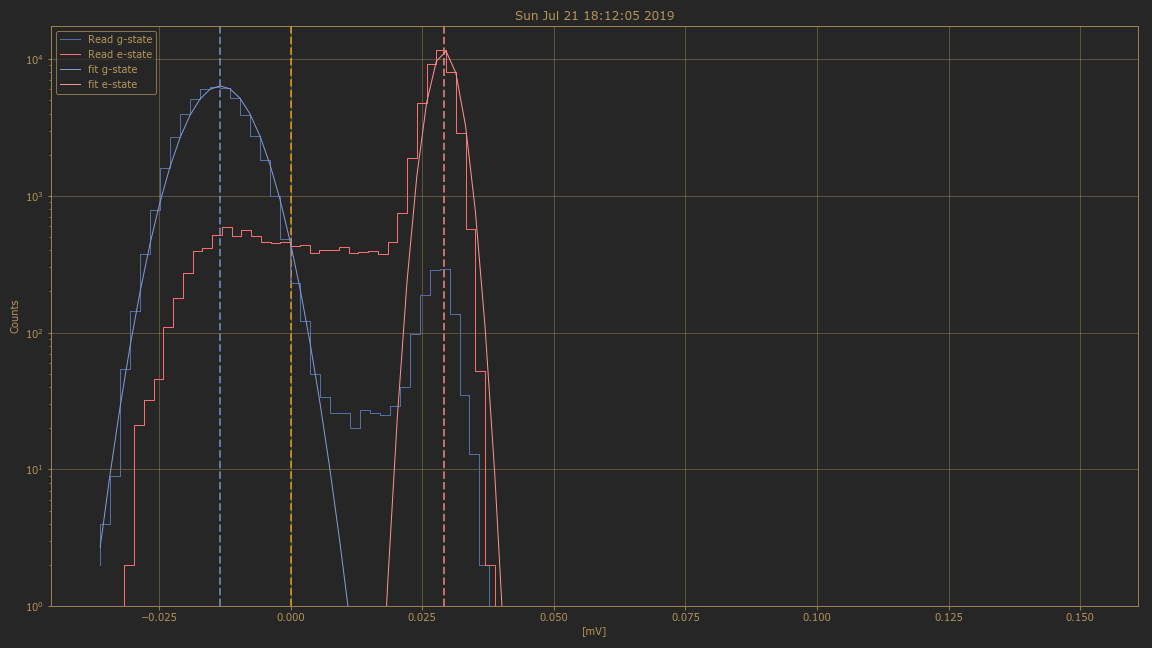 Sun Jul 21 18:12:05 2019
Read g-state
Read e-state
fit g-state
fit e-state
10⁴
10³
10²
10¹
10⁰
Counts
−0.025
0.000
0.025
0.050
0.075
0.100
0.125
0.150
[mV]